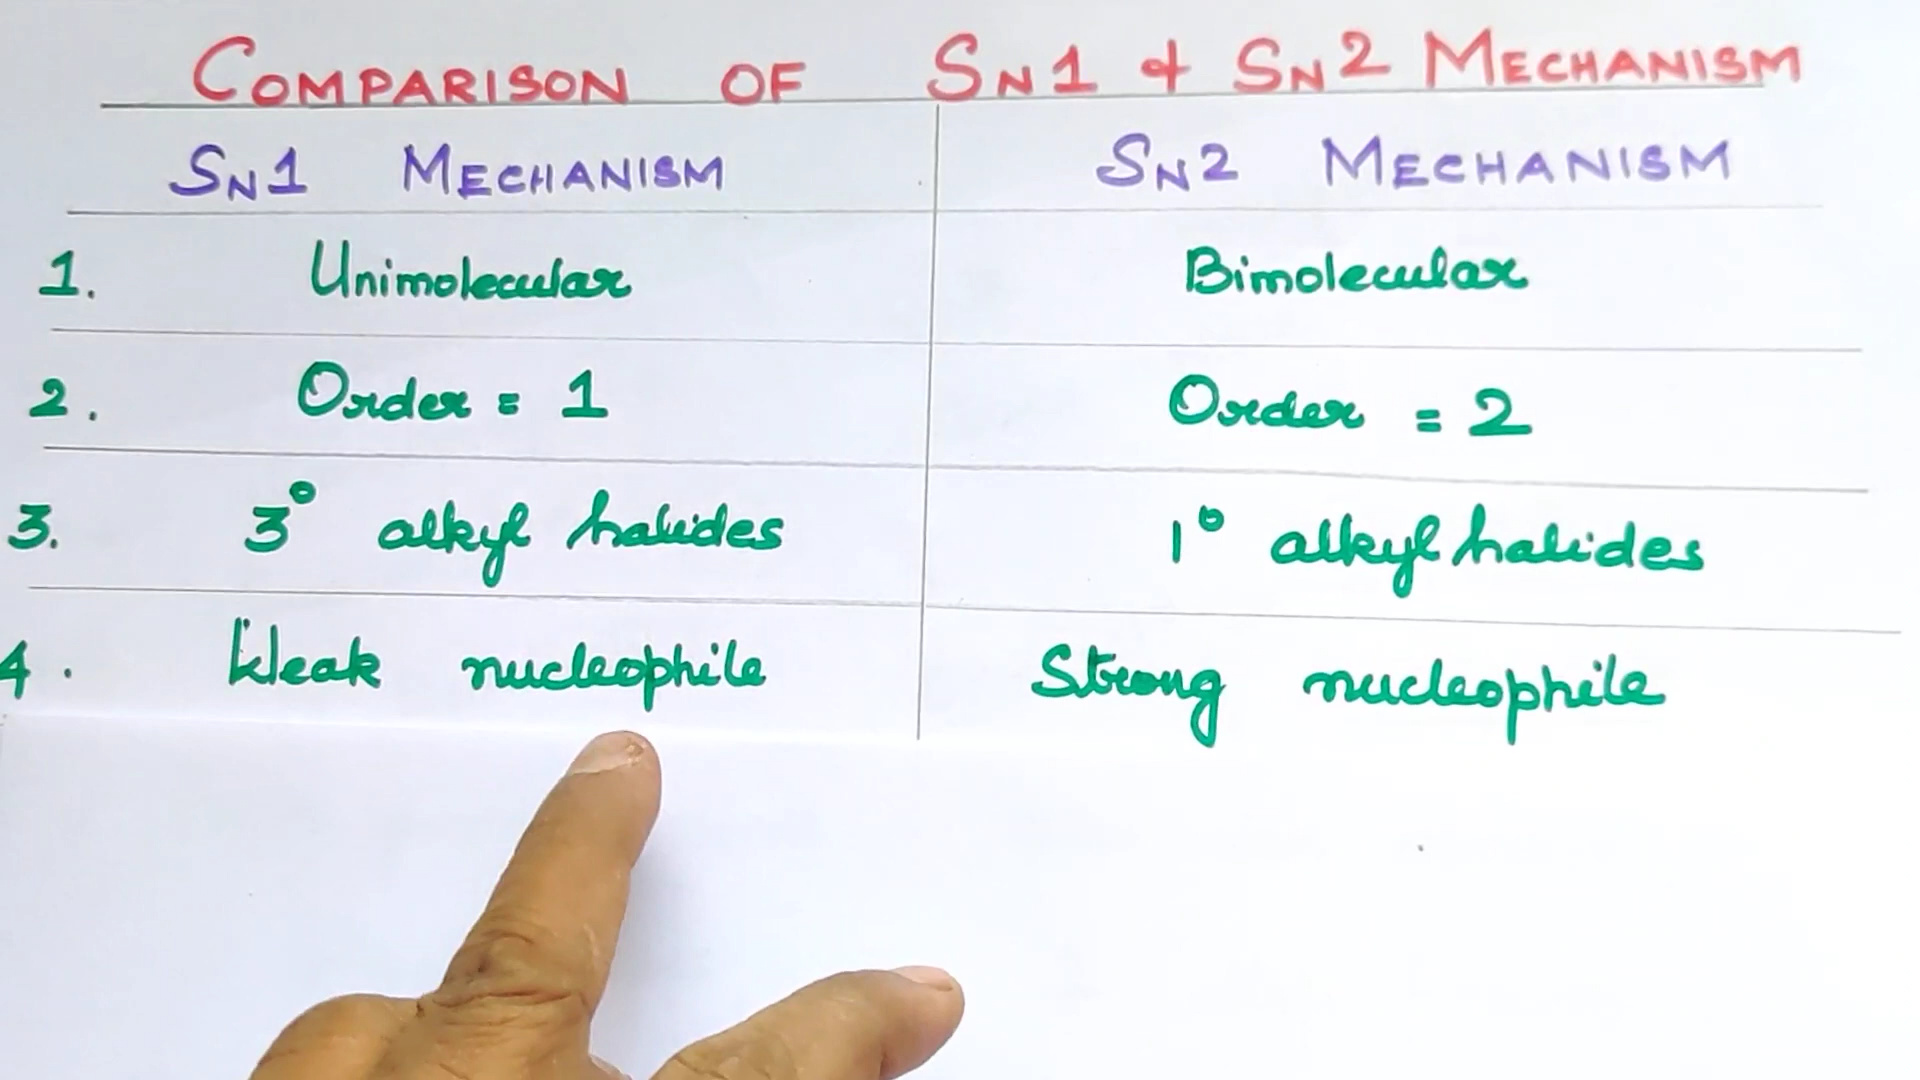 COMPARISON OF SN1 & SN2 MECHANISM
SN1 MECHANISM SN2 MECHANISM
1. Unimolecular Bimolecular
2. Order = 1 Order = 2
3. 3° alkyl halides 1° alkyl halides
4. Weak nucleophile Strong nucleophile